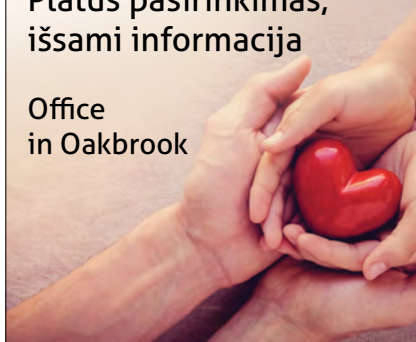 Platus pasirinkimas,
išsami informacija
Office
in Oakbrook